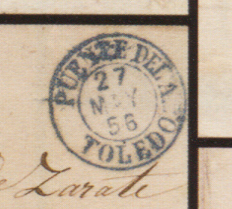 PUENTE DEL A.
27
MAY
56
TOLEDO.
Zarate